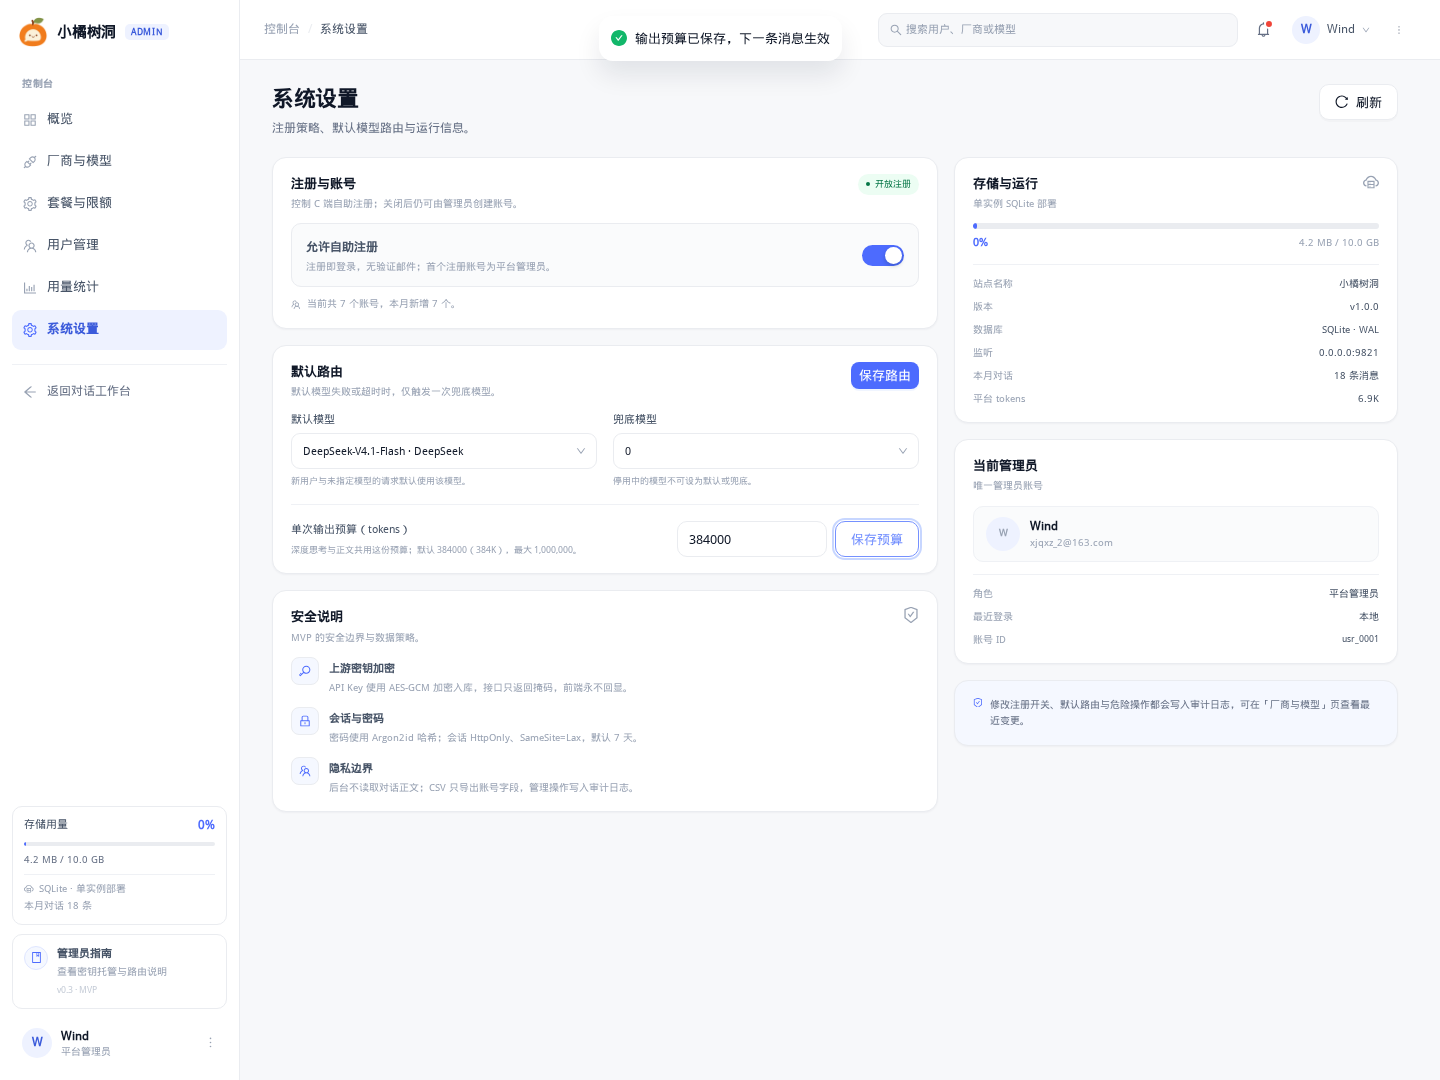 小橘树洞 ADMIN
控制台
概览
厂商与模型
套餐与限额
用户管理
用量统计
系统设置
返回对话工作台
存储用量 0%
4.2 MB / 10.0 GB
SQLite · 单实例部署
本月对话 18 条
管理员指南
查看密钥托管与路由说明
v0.3 · MVP
W Wind
平台管理员
控制台 / 系统设置
输出预算已保存，下一条消息生效
搜索用户、厂商或模型
W Wind
系统设置
注册策略、默认模型路由与运行信息。
刷新
注册与账号
开放注册
控制 C 端自助注册；关闭后仍可由管理员创建账号。
允许自助注册
注册即登录，无验证邮件；首个注册账号为平台管理员。
当前共 7 个账号，本月新增 7 个。
默认路由
保存路由
默认模型失败或超时时，仅触发一次兜底模型。
默认模型 兜底模型
DeepSeek-V4.1-Flash · DeepSeek 0
新用户与未指定模型的请求默认使用该模型。 停用中的模型不可设为默认或兜底。
单次输出预算（tokens）
384000 保存预算
深度思考与正文共用这份预算；默认 384000（384K），最大 1,000,000。
安全说明
MVP 的安全边界与数据策略。
上游密钥加密
API Key 使用 AES-GCM 加密入库，接口只返回掩码，前端永不回显。
会话与密码
密码使用 Argon2id 哈希；会话 HttpOnly、SameSite=Lax，默认 7 天。
隐私边界
后台不读取对话正文；CSV 只导出账号字段，管理操作写入审计日志。
存储与运行
单实例 SQLite 部署
0% 4.2 MB / 10.0 GB
站点名称 小橘树洞
版本 v1.0.0
数据库 SQLite · WAL
监听 0.0.0.0:9821
本月对话 18 条消息
平台 tokens 6.9K
当前管理员
唯一管理员账号
W Wind
xjqxz_2@163.com
角色 平台管理员
最近登录 本地
账号 ID usr_0001
修改注册开关、默认路由与危险操作都会写入审计日志，可在「厂商与模型」页查看最
近变更。